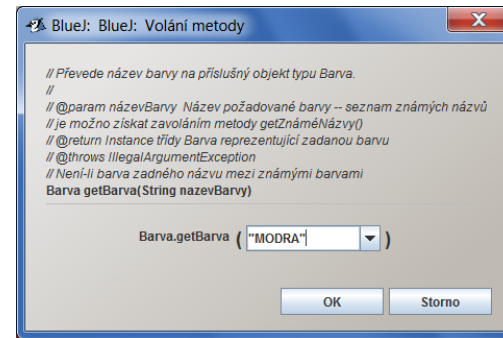 BlueJ: BlueJ: Volání metody
// Převede název barvy na příslušný objekt typu Barva.
//
// @param názevBarvy Název požadované barvy -- seznam známých názvů
// je možno získat zavoláním metody getZnáméNázvy()
// @return Instance třídy Barva reprezentující zadanou barvu
// @throws IllegalArgumentException
// Není-li barva zadného názvu mezi známými barvami
Barva getBarva(String nazevBarvy)
Barva.getBarva ( "MODRA" )
OK Storno